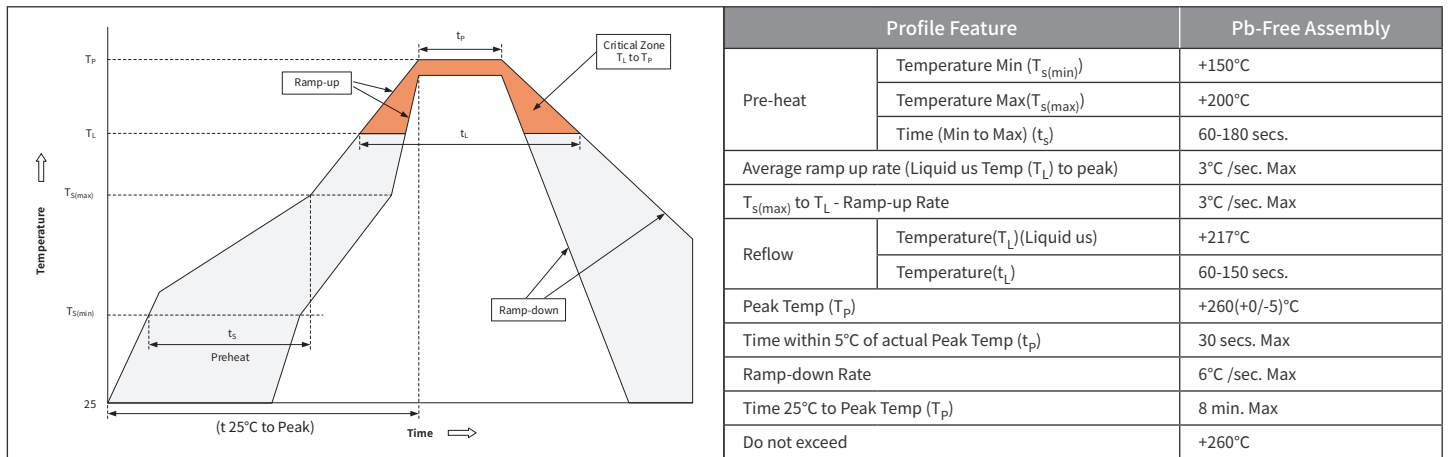 tP
TP
Critical Zone
TL to TP
Ramp-up
TL
tL
TS(max)
Temperature
Ramp-down
TS(min)
tS
Preheat
25
(t 25°C to Peak)
Time
Profile Feature Pb-Free Assembly
Pre-heat
Temperature Min (Ts(min)) +150°C
Temperature Max(Ts(max)) +200°C
Time (Min to Max) (ts) 60-180 secs.
Average ramp up rate (Liquid us Temp (TL) to peak) 3°C /sec. Max
Ts(max) to TL - Ramp-up Rate 3°C /sec. Max
Reflow
Temperature(TL)(Liquid us) +217°C
Temperature(tL) 60-150 secs.
Peak Temp (TP) +260(+0/-5)°C
Time within 5°C of actual Peak Temp (tP) 30 secs. Max
Ramp-down Rate 6°C /sec. Max
Time 25°C to Peak Temp (TP) 8 min. Max
Do not exceed +260°C